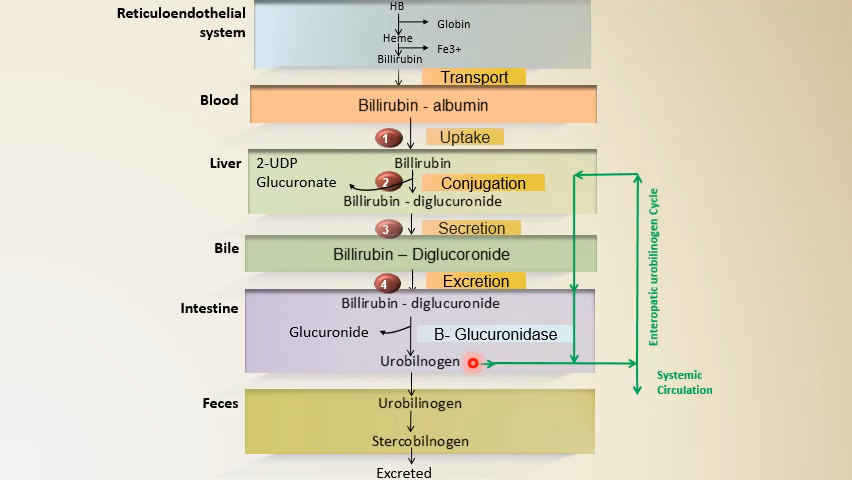 HB
Reticuloendothelial
system
Globin
Heme
Fe3+
Billirubin
Transport
Blood
Billirubin - albumin
1
Uptake
Liver
2-UDP
Glucuronate
Billirubin
2
Conjugation
Billirubin - diglucuronide
3
Secretion
Bile
Billirubin – Diglucoronide
4
Excretion
Intestine
Billirubin - diglucuronide
Glucuronide
B- Glucuronidase
Urobilnogen
Enteropatic urobilinogen Cycle
Systemic
Circulation
Feces
Urobilinogen
Stercobilnogen
Excreted